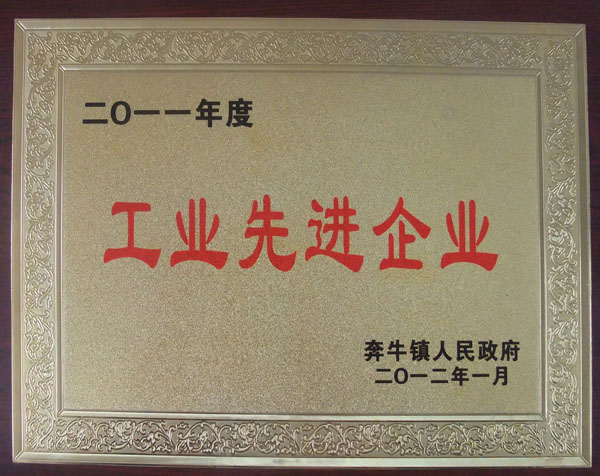 二〇一一年度
工业先进企业
奔牛镇人民政府
二〇一二年一月